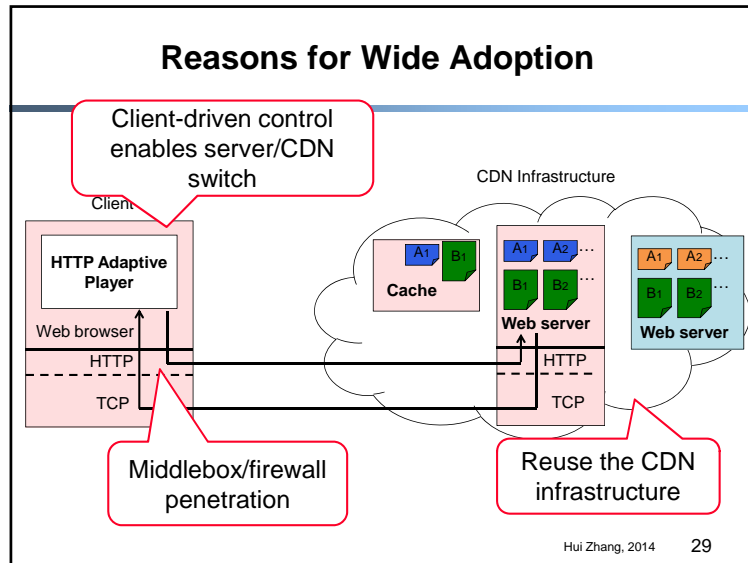 Reasons for Wide Adoption
Client-driven control
enables server/CDN
switch
Client
CDN Infrastructure
HTTP Adaptive
Player
Web browser
HTTP
TCP
A1
B1
Cache
A1 A2 ...
B1 B2 ...
Web server
HTTP
TCP
A1 A2 ...
B1 B2 ...
Web server
Middlebox/firewall
penetration
Reuse the CDN
infrastructure
Hui Zhang, 2014 29